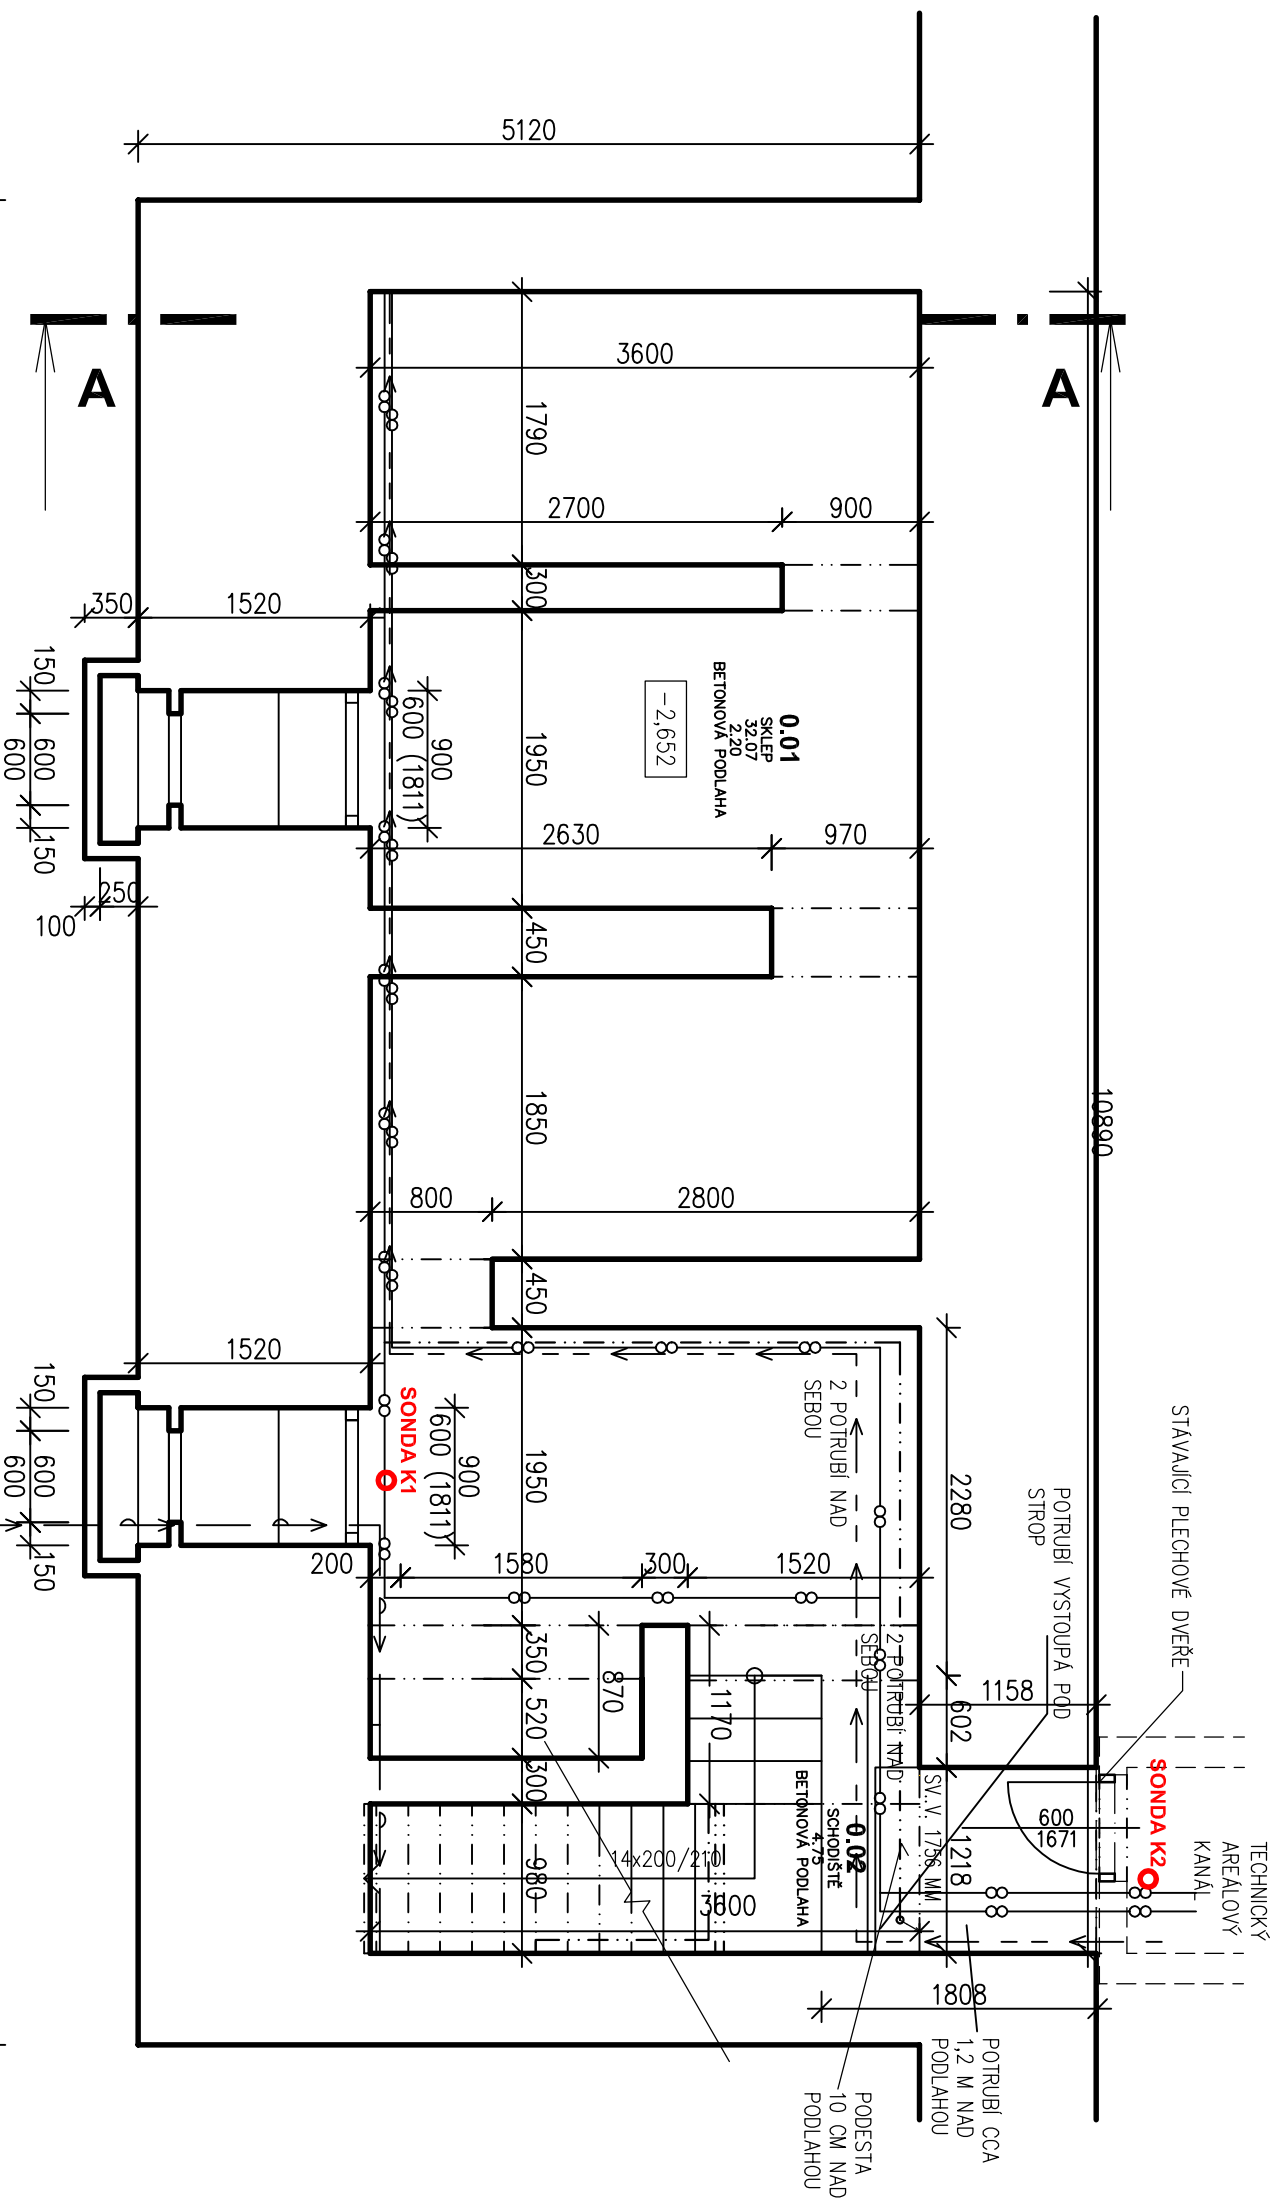 5120
A
A
3600
1790
2700
900
300
350
1520
150
600
600
150
900
600 (1811)
250
100
0.01
SKLEP
32.07
2.20
BETONOVÁ PODLAHA
-2,652
1950
2630
970
450
1850
10890
800
2800
450
1520
150
600
600
150
SONDA K1
900
600 (1811)
1950
2 POTRUBÍ NAD
SEBOU
2280
200
1580
300
1520
350
520
870
1170
300
980
2 POTRUBÍ NAD
SEBOU
602
1158
STÁVAJÍCÍ PLECHOVÉ DVEŘE
POTRUBÍ VYSTOUPÁ POD
STROP
SONDA K2
TECHNICKÝ
AREÁLOVÝ
KANÁL
600
1671
SV.V. 1756 MM
1218
0.02
SCHODIŠTĚ
4.75
BETONOVÁ PODLAHA
14x200/210
3600
1808
POTRUBÍ CCA
1,2 M NAD
PODLAHOU
PODESTA
10 CM NAD
PODLAHOU